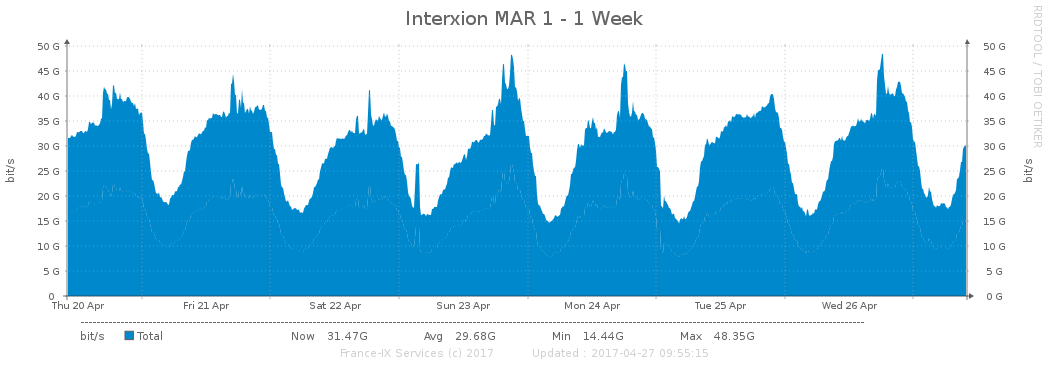 Interxion MAR 1 - 1 Week
RRDTOOL / TOBI OETIKER
bit/s
50 G
45 G
40 G
35 G
30 G
25 G
20 G
15 G
10 G
5 G
0
50 G
45 G
40 G
35 G
30 G
25 G
20 G
15 G
10 G
5 G
0 G
bit/s
Thu 20 Apr Fri 21 Apr Sat 22 Apr Sun 23 Apr Mon 24 Apr Tue 25 Apr Wed 26 Apr
bit/s Total Now 31.47G Avg 29.68G Min 14.44G Max 48.35G
France-IX Services (c) 2017 Updated : 2017-04-27 09:55:15